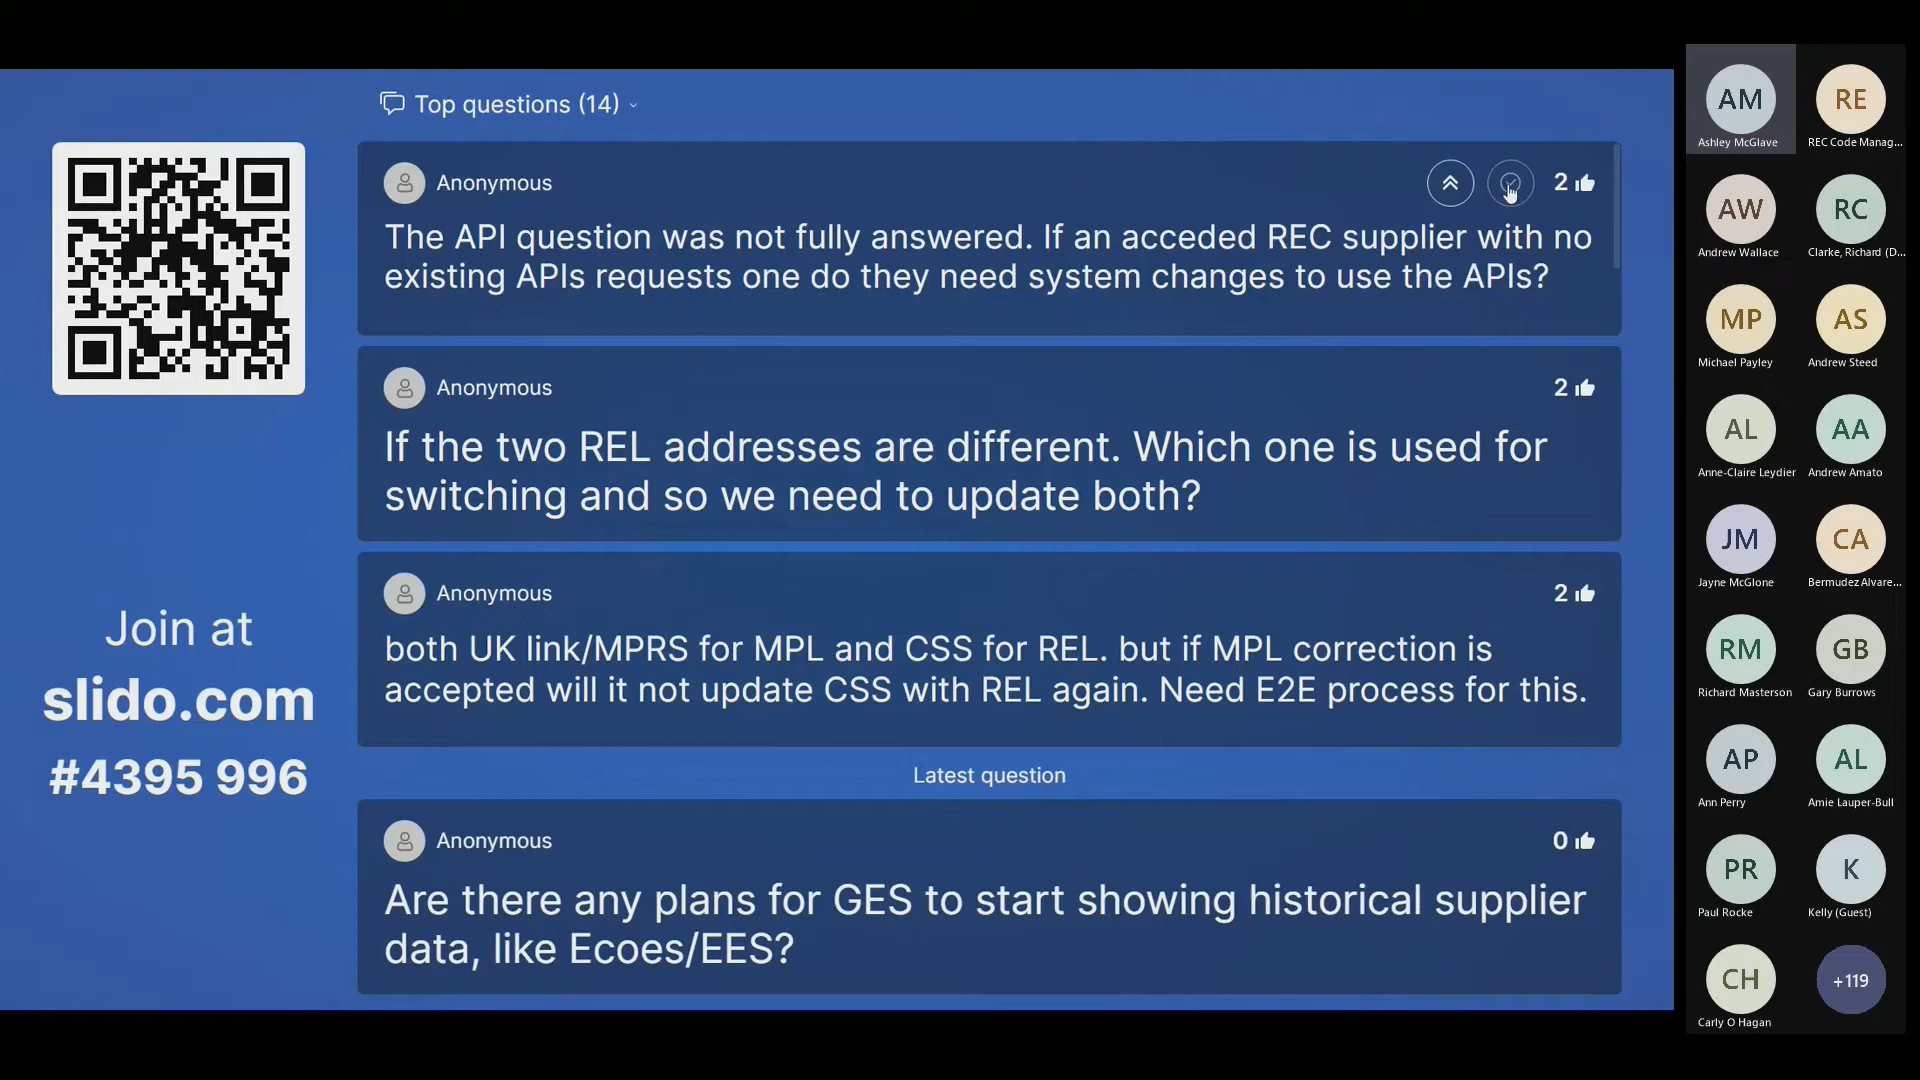 Top questions (14)
Anonymous
2
The API question was not fully answered. If an acceded REC supplier with no
existing APIs requests one do they need system changes to use the APIs?
Anonymous
2
If the two REL addresses are different. Which one is used for
switching and so we need to update both?
Anonymous
2
both UK link/MPRS for MPL and CSS for REL. but if MPL correction is
accepted will it not update CSS with REL again. Need E2E process for this.
Latest question
Anonymous
0
Are there any plans for GES to start showing historical supplier
data, like Ecoes/EES?
Join at
slido.com
#4395 996
AM
Ashley McGlave
RE
REC Code Manag...
AW
Andrew Wallace
RC
Clarke, Richard (D...
MP
Michael Payley
AS
Andrew Steed
AL
Anne-Claire Leydier
AA
Andrew Amato
JM
Jayne McGlone
CA
Bermudez Alvare...
RM
Richard Masterson
GB
Gary Burrows
AP
Ann Perry
AL
Amie Lauper-Bull
PR
Paul Rocke
K
Kelly (Guest)
CH
Carly O Hagan
+119